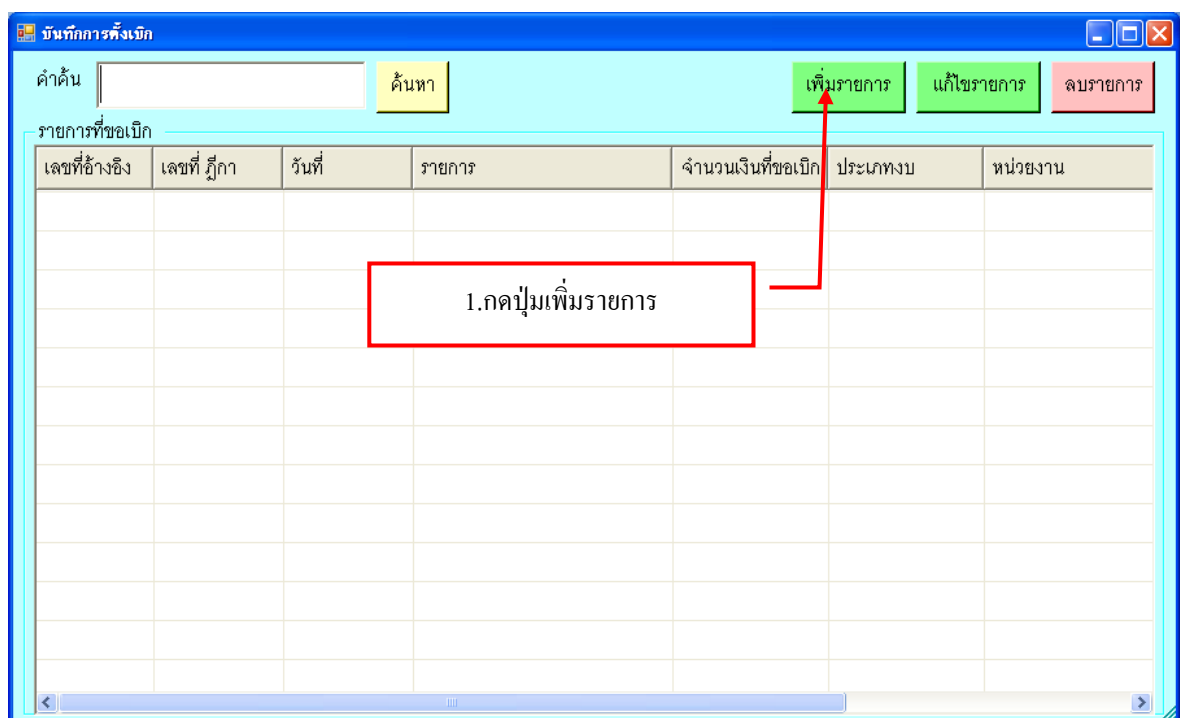 บันทึกการตั้งเบิก
คำค้น ค้นหา เพิ่มรายการ แก้ไขรายการ ลบรายการ
รายการที่ขอเบิก
เลขที่อ้างอิง เลขที่ ฎีกา วันที่ รายการ จำนวนเงินที่ขอเบิก ประเภทงบ หน่วยงาน
1.กดปุ่มเพิ่มรายการ